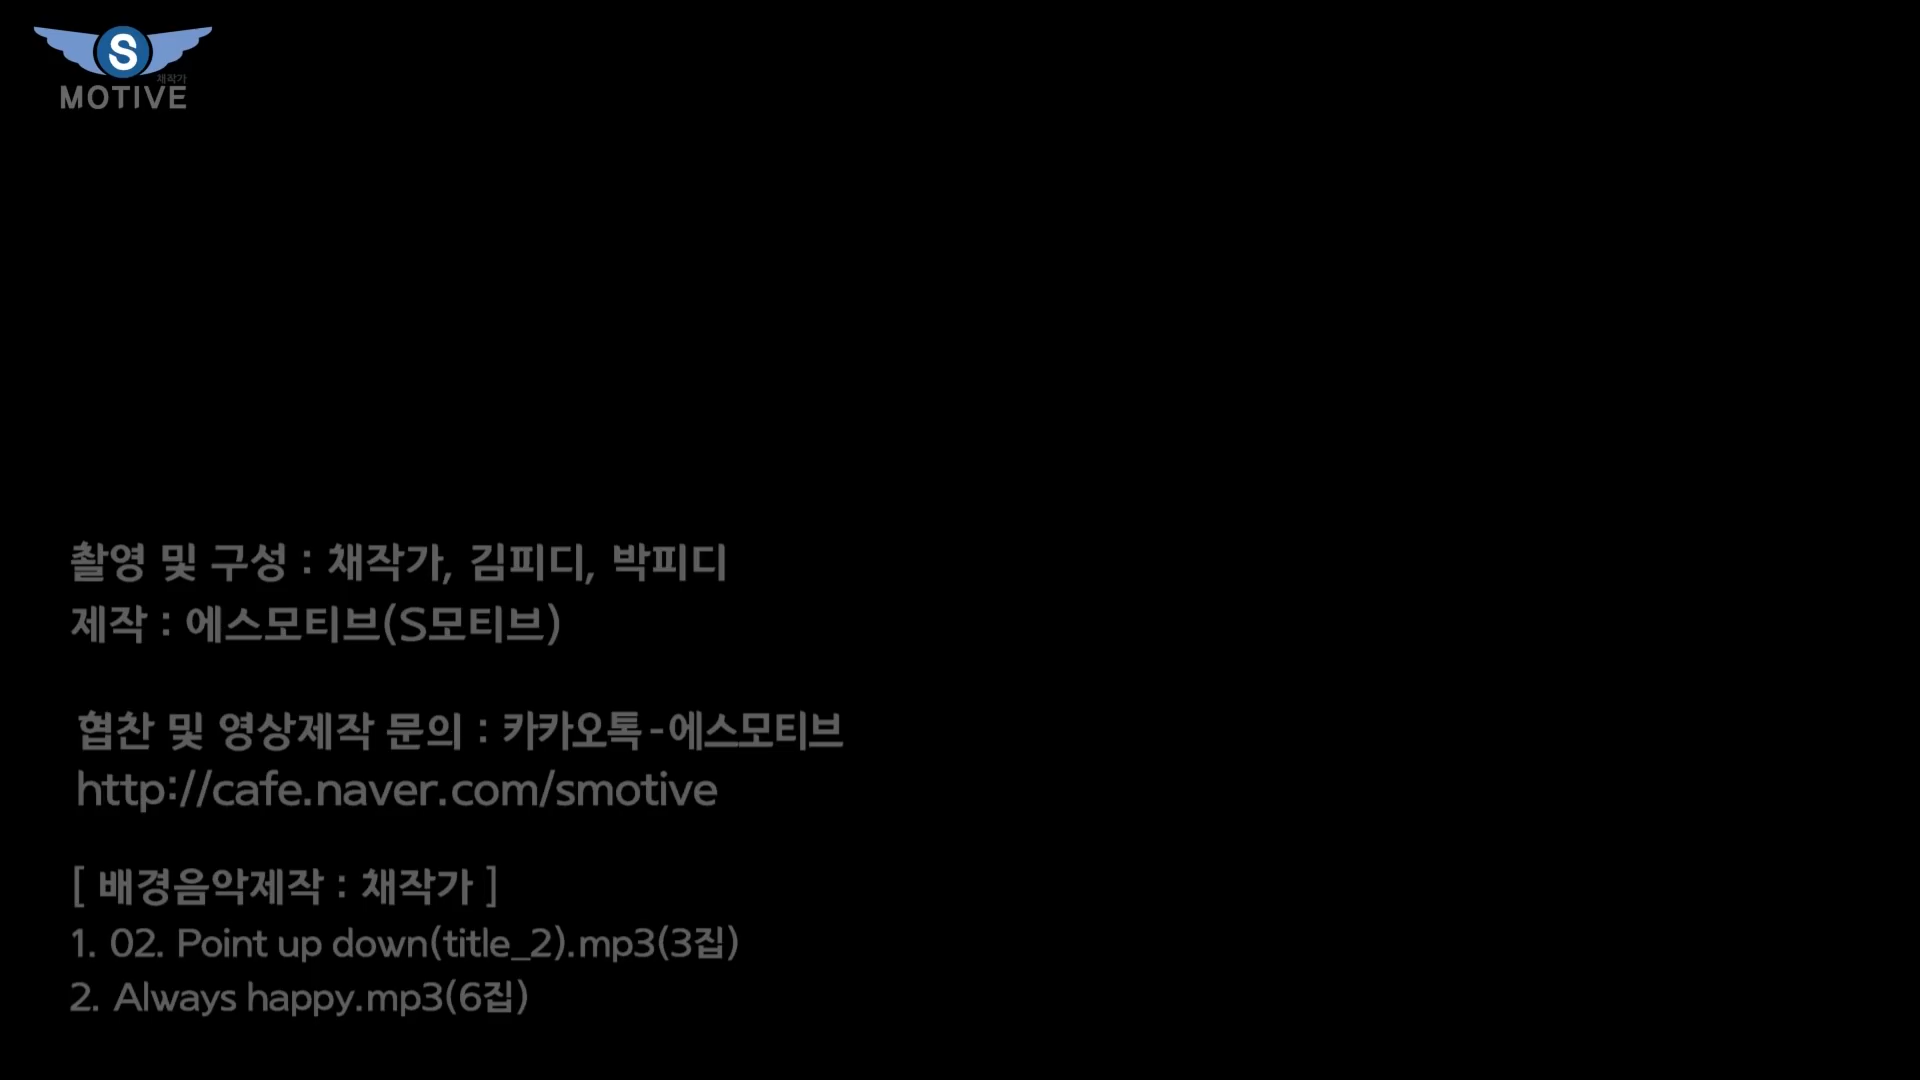 S
채작가
MOTIVE
촬영 및 구성 : 채작가, 김피디, 박피디
제작 : 에스모티브(S모티브)
협찬 및 영상제작 문의 : 카카오톡-에스모티브
http://cafe.naver.com/smotive
[ 배경음악제작 : 채작가 ]
1. 02. Point up down(title_2).mp3(3집)
2. Always happy.mp3(6집)